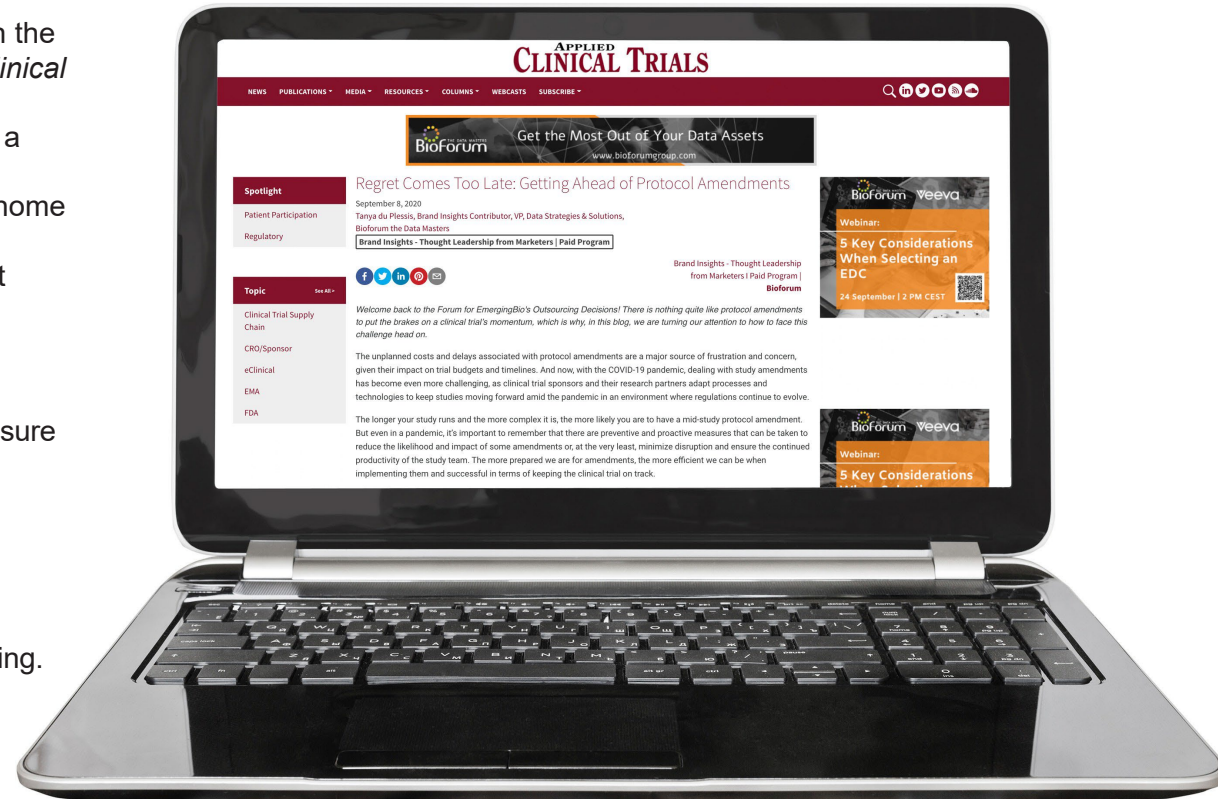 n the
linical
a
nome
t
sure
ing.
APPLIED
CLINICAL TRIALS
NEWS PUBLICATIONS MEDIA RESOURCES COLUMNS WEBCASTS SUBSCRIBE
BIOFORUM THE DATA MASTERS
Get the Most Out of Your Data Assets
www.bioforumgroup.com
Spotlight
Patient Participation
Regulatory
Topic See All >
Clinical Trial Supply
Chain
CRO/Sponsor
eClinical
EMA
FDA
Regret Comes Too Late: Getting Ahead of Protocol Amendments
September 8, 2020
Tanya du Plessis, Brand Insights Contributor, VP, Data Strategies & Solutions,
Bioforum the Data Masters
Brand Insights - Thought Leadership from Marketers | Paid Program
Brand Insights - Thought Leadership
from Marketers I Paid Program |
Bioforum
Welcome back to the Forum for EmergingBio's Outsourcing Decisions! There is nothing quite like protocol amendments
to put the brakes on a clinical trial's momentum, which is why, in this blog, we are turning our attention to how to face this
challenge head on.
The unplanned costs and delays associated with protocol amendments are a major source of frustration and concern,
given their impact on trial budgets and timelines. And now, with the COVID-19 pandemic, dealing with study amendments
has become even more challenging, as clinical trial sponsors and their research partners adapt processes and
technologies to keep studies moving forward amid the pandemic in an environment where regulations continue to evolve.
The longer your study runs and the more complex it is, the more likely you are to have a mid-study protocol amendment.
But even in a pandemic, it's important to remember that there are preventive and proactive measures that can be taken to
reduce the likelihood and impact of some amendments or, at the very least, minimize disruption and ensure the continued
productivity of the study team. The more prepared we are for amendments, the more efficient we can be when
implementing them and successful in terms of keeping the clinical trial on track.
BIOFORUM Veeva
Webinar:
5 Key Considerations
When Selecting an
EDC
24 September | 2 PM CEST
BIOFORUM Veeva
Webinar:
5 Key Considerations